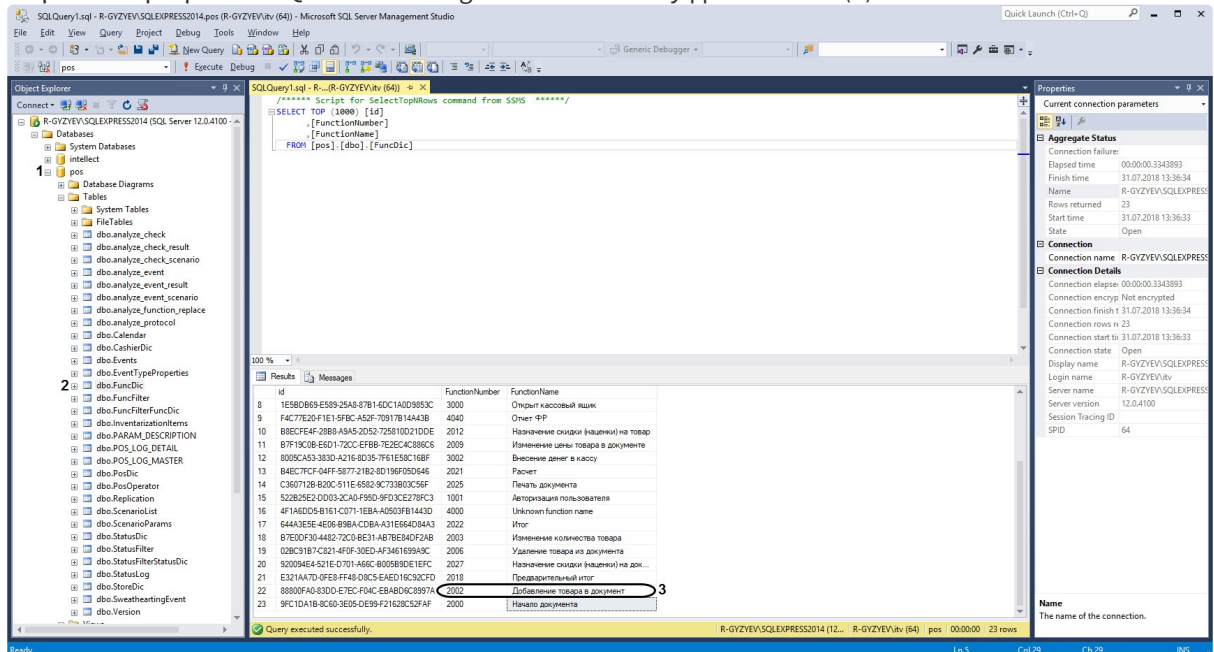 SQLQuery1.sql - R-GYZYEV\SQLEXPRESS2014.pos (R-GYZYEV\itv (64)) - Microsoft SQL Server Management Studio
Quick Launch (Ctrl+Q)
File Edit View Query Project Debug Tools Window Help
New Query
Generic Debugger
pos
Execute Debug
Object Explorer
Connect
R-GYZYEV\SQLEXPRESS2014 (SQL Server 12.0.4100 -
Databases
System Databases
intellect
1
pos
Database Diagrams
Tables
System Tables
FileTables
dbo.analyze_check
dbo.analyze_check_result
dbo.analyze_check_scenario
dbo.analyze_event
dbo.analyze_event_result
dbo.analyze_event_scenario
dbo.analyze_function_replace
dbo.analyze_protocol
dbo.Calendar
dbo.CashierDic
dbo.Events
dbo.EventTypeProperties
2
dbo.FuncDic
dbo.FuncFilter
dbo.FuncFilterFuncDic
dbo.InventarizationItems
dbo.PARAM_DESCRIPTION
dbo.POS_LOG_DETAIL
dbo.POS_LOG_MASTER
dbo.PosDic
dbo.PosOperator
dbo.Replication
dbo.ScenarioList
dbo.ScenarioParams
dbo.StatusDic
dbo.StatusFilter
dbo.StatusFilterStatusDic
dbo.StatusLog
dbo.StoreDic
dbo.SweatheartingEvent
dbo.Version
SQLQuery1.sql - R-...(R-GYZYEV\itv (64))
/****** Script for SelectTopNRows command from SSMS ******/
SELECT TOP (1000) [id]
,[FunctionNumber]
,[FunctionName]
FROM [pos].[dbo].[FuncDic]
100 %
Results Messages
id FunctionNumber FunctionName
8 1E5BDB69-E589-25A8-87B1-6DC1A0D9853C 3000 Открыт кассовый ящик
9 F4C77E20-F1E1-5FBC-A52F-70917B14A43B 4040 Отчет ФР
10 B8ECFE4F-28B8-A9A5-2D52-725810D21DDE 2012 Назначение скидки (наценки) на товар
11 B7F19C0B-E6D1-72CC-EFBB-7E2EC4C886C6 2009 Изменение цены товара в документе
12 8005CA53-383D-A216-8D35-7F61E58C16BF 3002 Внесение денег в кассу
13 B4EC7FCF-04FF-5877-21B2-8D196F05D646 2021 Расчет
14 C360712B-B20C-511E-6582-9C733B03C56F 2025 Печать документа
15 522B25E2-DD03-2CA0-F95D-9FD3CE278FC3 1001 Авторизация пользователя
16 4F1A6DD5-B161-C071-1EBA-A0503FB1443D 4000 Unknown function name
17 644A3E5E-4E06-B9BA-CDBA-A31E664D84A3 2022 Итог
18 B7E0DF30-4482-72C0-BE31-AB7BE84DF2AB 2003 Изменение количества товара
19 02BC91B7-C821-4F0F-30ED-AF3461699A9C 2006 Удаление товара из документа
20 920094E4-521E-D701-A66C-B005B9DE1EFC 2027 Назначение скидки (наценки) на док...
21 E321AA7D-0FE8-FF48-D8C5-EAED16C92CFD 2018 Предварительный итог
22 88800FA0-83DD-E7EC-F04C-EBABD6C8997A 2002 Добавление товара в документ 3
23 9FC1DA1B-8C60-3E05-DE99-F21628C52FAF 2000 Начало документа
Query executed successfully.
R-GYZYEV\SQLEXPRESS2014 (12... R-GYZYEV\itv (64) pos 00:00:00 23 rows
Properties
Current connection parameters
Aggregate Status
Connection failure
Elapsed time 00:00:00.3343893
Finish time 31.07.2018 13:36:34
Name R-GYZYEV\SQLEXPRESS
Rows returned 23
Start time 31.07.2018 13:36:33
State Open
Connection
Connection name R-GYZYEV\SQLEXPRESS
Connection Details
Connection elapse 00:00:00.3343893
Connection encryp Not encrypted
Connection finish t 31.07.2018 13:36:34
Connection rows re 23
Connection start ti 31.07.2018 13:36:33
Connection state Open
Display name R-GYZYEV\SQLEXPRESS
Login name R-GYZYEV\itv
Server name R-GYZYEV\SQLEXPRESS
Server version 12.0.4100
Session Tracing ID
SPID 64
Name
The name of the connection.
Ready
Ln 5 Col 29 Ch 29 INS